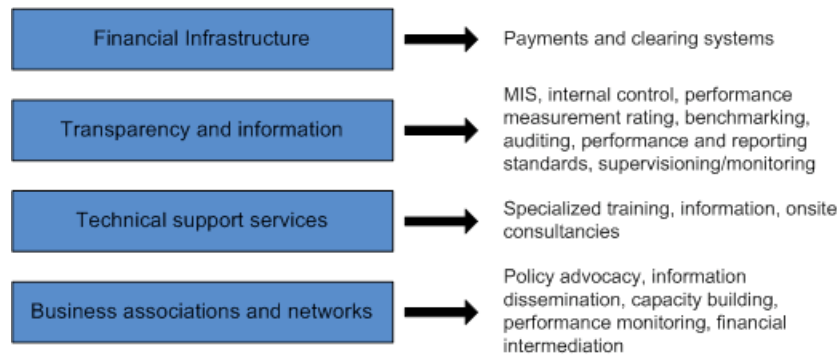 Financial Infrastructure
Payments and clearing systems
Transparency and information
MIS, internal control, performance
measurement rating, benchmarking,
auditing, performance and reporting
standards, supervisioning/monitoring
Technical support services
Specialized training, information, onsite
consultancies
Business associations and networks
Policy advocacy, information
dissemination, capacity building,
performance monitoring, financial
intermediation